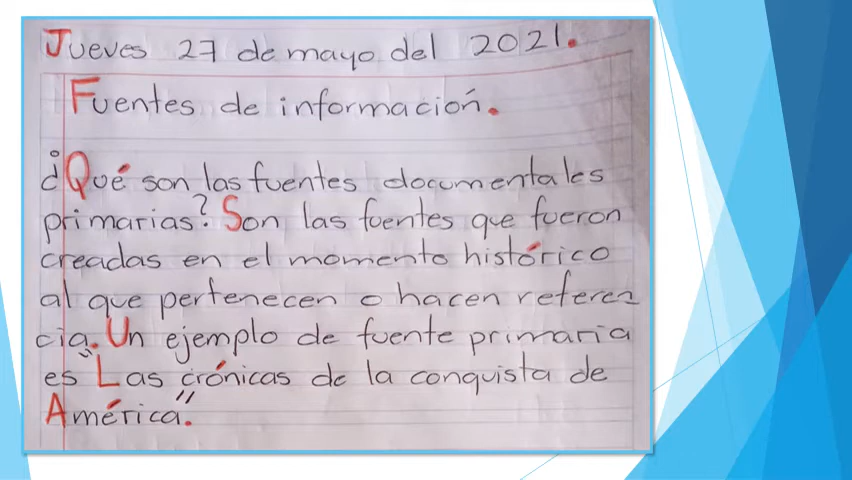 Jueves 27 de mayo del 2021.
Fuentes de información.
¿Qué son las fuentes documentales
primarias? Son las fuentes que fueron
creadas en el momento histórico
al que pertenecen o hacen referen
cia. Un ejemplo de fuente primaria
es "Las crónicas de la conquista de
América".